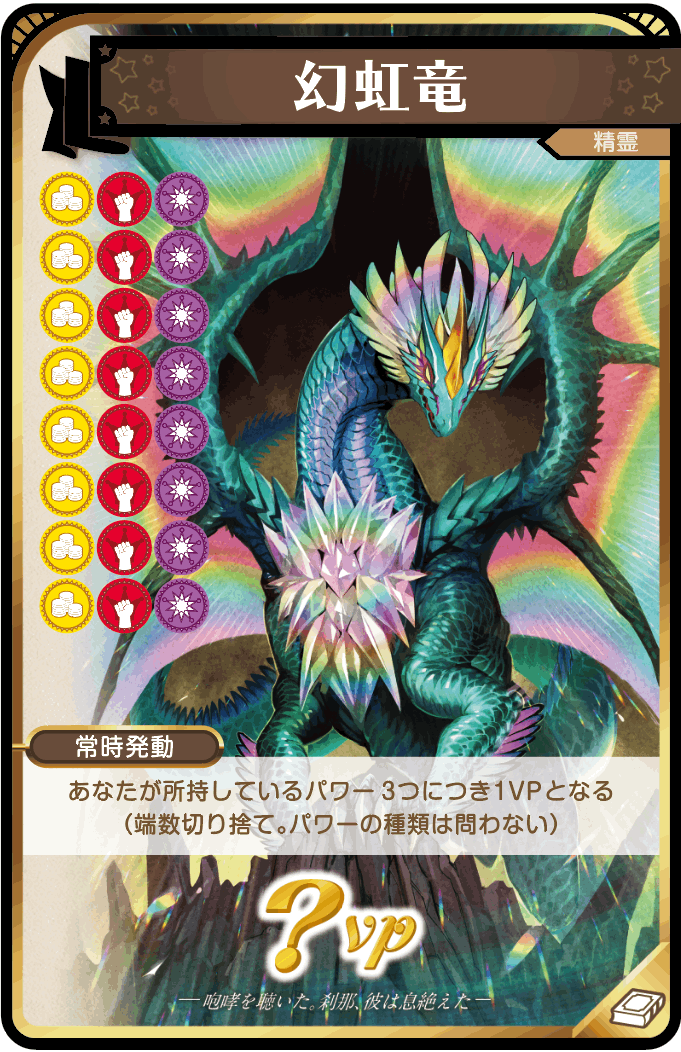 幻虹竜
精霊
常時発動
あなたが所持しているパワー 3つにつき1VPとなる
(端数切り捨て。パワーの種類は問わない)
?vp
—咆哮を聴いた。刹那、彼は息絶えた—